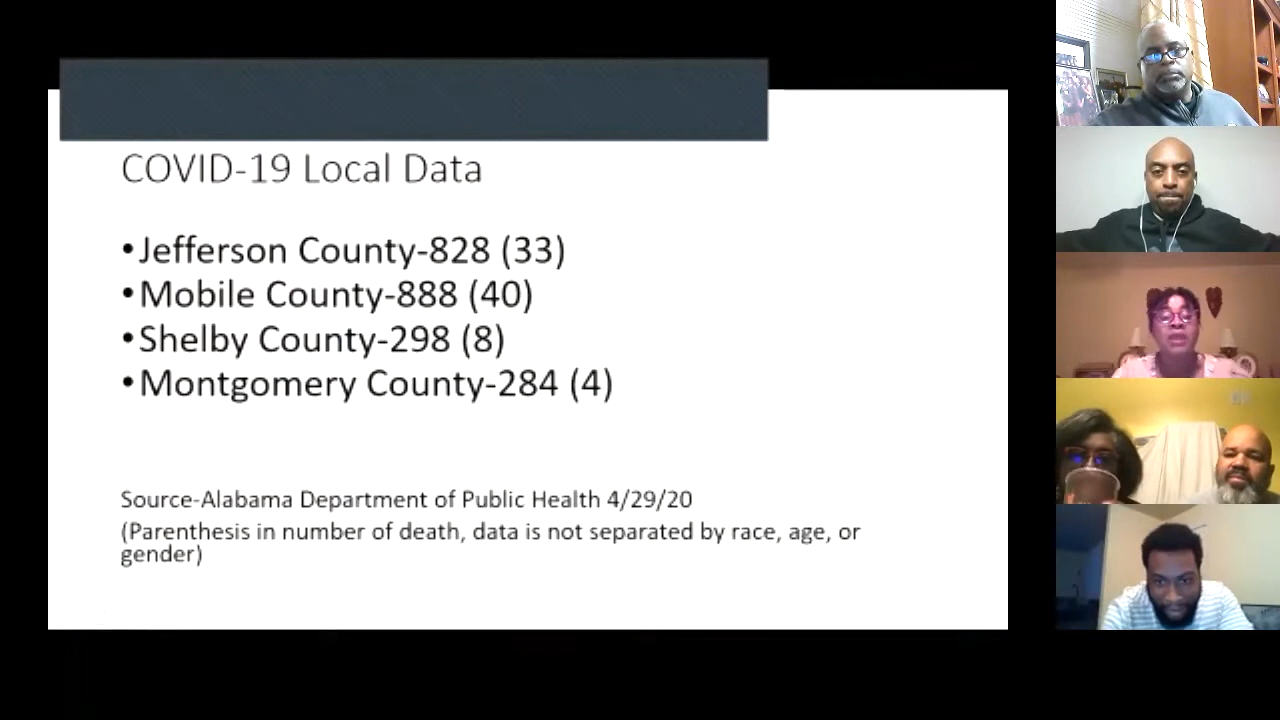 COVID-19 Local Data
•Jefferson County-828 (33)
•Mobile County-888 (40)
•Shelby County-298 (8)
•Montgomery County-284 (4)
Source-Alabama Department of Public Health 4/29/20
(Parenthesis in number of death, data is not separated by race, age, or
gender)